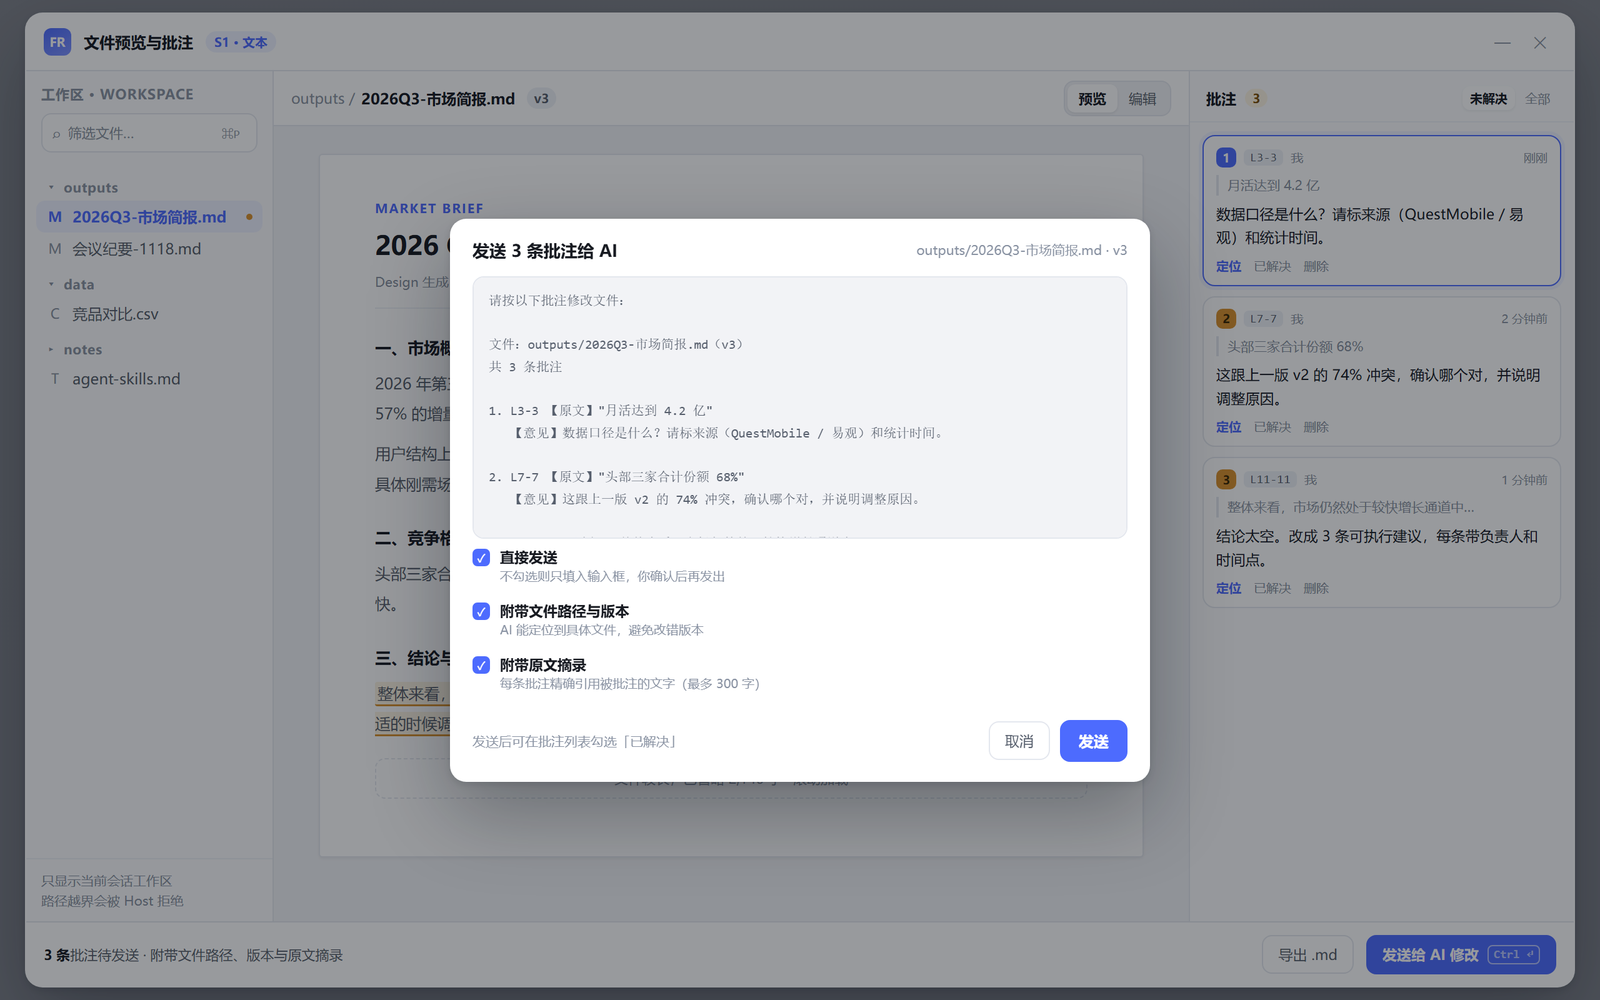 FR 文件预览与批注 S1 • 文本
工作区 • WORKSPACE
筛选文件... ⌘P
outputs
M 2026Q3-市场简报.md
M 会议纪要-1118.md
data
C 竞品对比.csv
notes
T agent-skills.md
只显示当前会话工作区
路径越界会被 Host 拒绝
outputs / 2026Q3-市场简报.md v3
预览 编辑
MARKET BRIEF
2026
Design 生成
一、市场概
2026 年第
57% 的增量
用户结构上
具体刚需场
二、竞争格
头部三家合
快。
三、结论与
整体来看，
适的时候调
发送 3 条批注给 AI
outputs/2026Q3-市场简报.md · v3
请按以下批注修改文件：
文件：outputs/2026Q3-市场简报.md（v3）
共 3 条批注
1. L3-3 【原文】"月活达到 4.2 亿"
【意见】数据口径是什么？请标来源（QuestMobile / 易观）和统计时间。
2. L7-7 【原文】"头部三家合计份额 68%"
【意见】这跟上一版 v2 的 74% 冲突，确认哪个对，并说明调整原因。
直接发送
不勾选则只填入输入框，你确认后再发出
附带文件路径与版本
AI 能定位到具体文件，避免改错版本
附带原文摘录
每条批注精确引用被批注的文字（最多 300 字）
发送后可在批注列表勾选「已解决」
取消 发送
批注 3 未解决 全部
1 L3-3 我 刚刚
月活达到 4.2 亿
数据口径是什么？请标来源（QuestMobile / 易
观）和统计时间。
定位 已解决 删除
2 L7-7 我 2 分钟前
头部三家合计份额 68%
这跟上一版 v2 的 74% 冲突，确认哪个对，并说明
调整原因。
定位 已解决 删除
3 L11-11 我 1 分钟前
整体来看，市场仍然处于较快增长通道中...
结论太空。改成 3 条可执行建议，每条带负责人和
时间点。
定位 已解决 删除
3 条批注待发送 · 附带文件路径、版本与原文摘录
导出 .md 发送给 AI 修改 Ctrl ↵